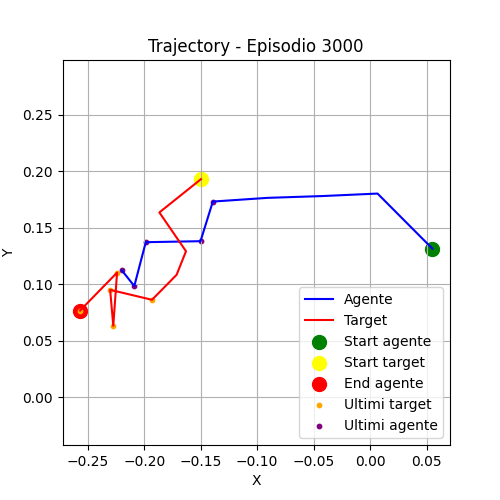 Trajectory - Episodio 3000
Y
0.25
0.20
0.15
0.10
0.05
0.00
Agente
Target
Start agente
Start target
End agente
Ultimi target
Ultimi agente
−0.25 −0.20 −0.15 −0.10 −0.05 0.00 0.05
X